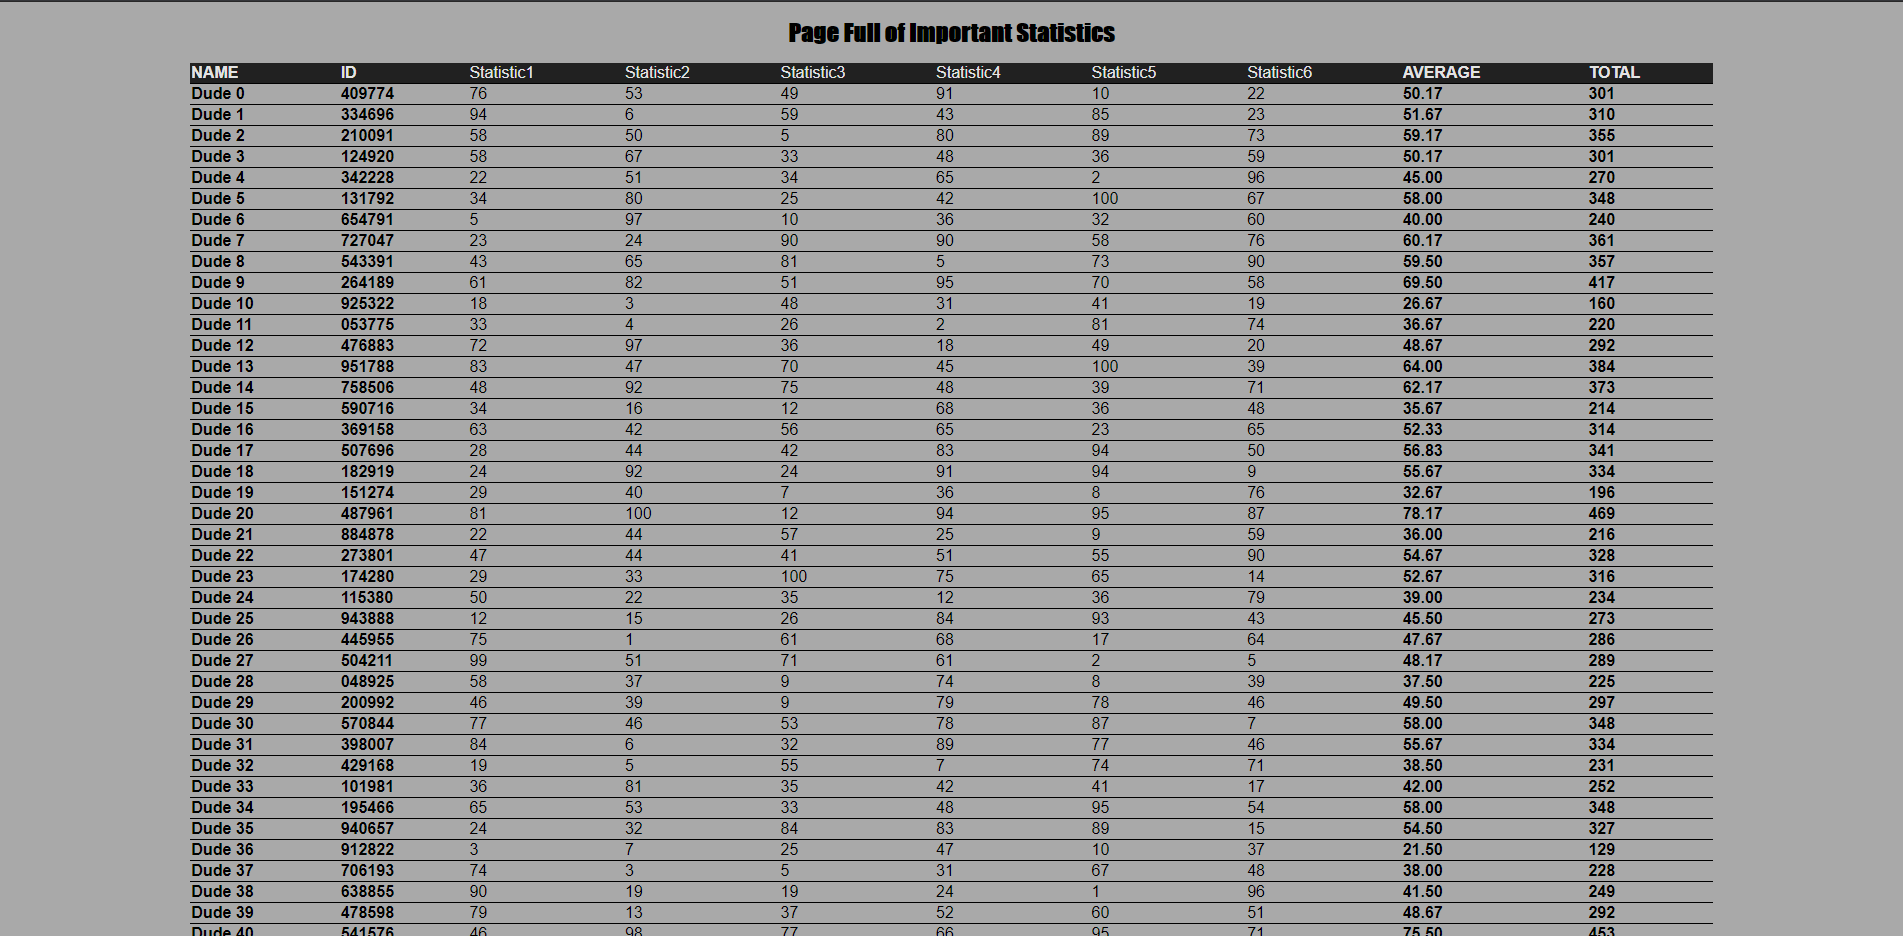 Page Full of Important Statistics
NAME ID Statistic1 Statistic2 Statistic3 Statistic4 Statistic5 Statistic6 AVERAGE TOTAL
Dude 0 409774 76 53 49 91 10 22 50.17 301
Dude 1 334696 94 6 59 43 85 23 51.67 310
Dude 2 210091 58 50 5 80 89 73 59.17 355
Dude 3 124920 58 67 33 48 36 59 50.17 301
Dude 4 342228 22 51 34 65 2 96 45.00 270
Dude 5 131792 34 80 25 42 100 67 58.00 348
Dude 6 654791 5 97 10 36 32 60 40.00 240
Dude 7 727047 23 24 90 90 58 76 60.17 361
Dude 8 543391 43 65 81 5 73 90 59.50 357
Dude 9 264189 61 82 51 95 70 58 69.50 417
Dude 10 925322 18 3 48 31 41 19 26.67 160
Dude 11 053775 33 4 26 2 81 74 36.67 220
Dude 12 476883 72 97 36 18 49 20 48.67 292
Dude 13 951788 83 47 70 45 100 39 64.00 384
Dude 14 758506 48 92 75 48 39 71 62.17 373
Dude 15 590716 34 16 12 68 36 48 35.67 214
Dude 16 369158 63 42 56 65 23 65 52.33 314
Dude 17 507696 28 44 42 83 94 50 56.83 341
Dude 18 182919 24 92 24 91 94 9 55.67 334
Dude 19 151274 29 40 7 36 8 76 32.67 196
Dude 20 487961 81 100 12 94 95 87 78.17 469
Dude 21 884878 22 44 57 25 9 59 36.00 216
Dude 22 273801 47 44 41 51 55 90 54.67 328
Dude 23 174280 29 33 100 75 65 14 52.67 316
Dude 24 115380 50 22 35 12 36 79 39.00 234
Dude 25 943888 12 15 26 84 93 43 45.50 273
Dude 26 445955 75 1 61 68 17 64 47.67 286
Dude 27 504211 99 51 71 61 2 5 48.17 289
Dude 28 048925 58 37 9 74 8 39 37.50 225
Dude 29 200992 46 39 9 79 78 46 49.50 297
Dude 30 570844 77 46 53 78 87 7 58.00 348
Dude 31 398007 84 6 32 89 77 46 55.67 334
Dude 32 429168 19 5 55 7 74 71 38.50 231
Dude 33 101981 36 81 35 42 41 17 42.00 252
Dude 34 195466 65 53 33 48 95 54 58.00 348
Dude 35 940657 24 32 84 83 89 15 54.50 327
Dude 36 912822 3 7 25 47 10 37 21.50 129
Dude 37 706193 74 3 5 31 67 48 38.00 228
Dude 38 638855 90 19 19 24 1 96 41.50 249
Dude 39 478598 79 13 37 52 60 51 48.67 292
Dude 40 541576 46 98 77 66 95 71 75.50 453